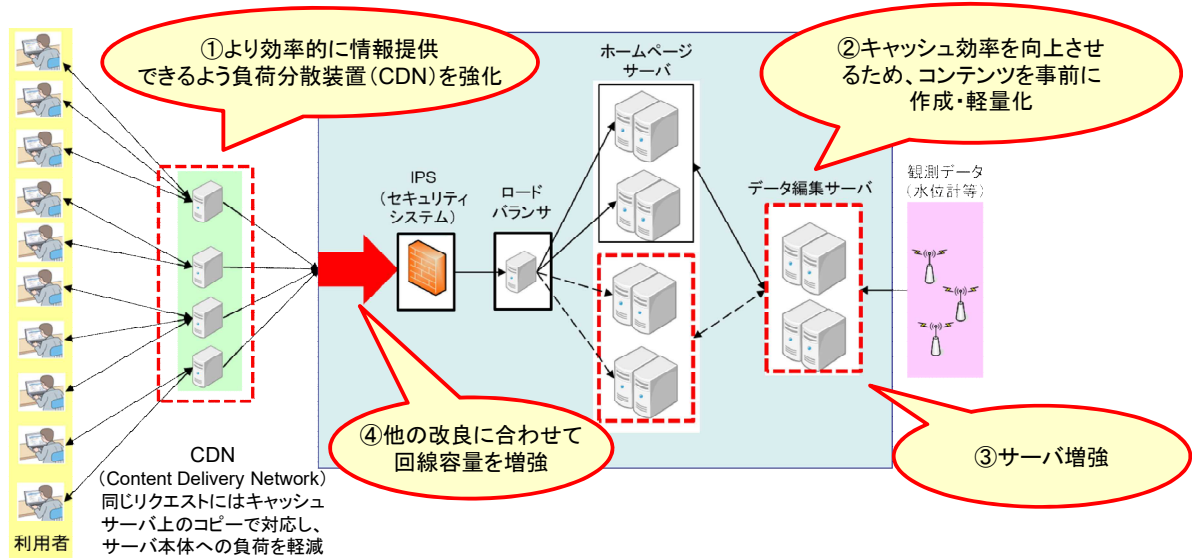 ①より効率的に情報提供
できるよう負荷分散装置(CDN)を強化
ホームページ
サーバ
②キャッシュ効率を向上させ
るため、コンテンツを事前に
作成・軽量化
IPS
(セキュリティ
システム)
ロード
バランサ
データ編集サーバ
観測データ
(水位計等)
④他の改良に合わせて
回線容量を増強
③サーバ増強
CDN
(Content Delivery Network)
同じリクエストにはキャッシュ
サーバ上のコピーで対応し、
サーバ本体への負荷を軽減
利用者